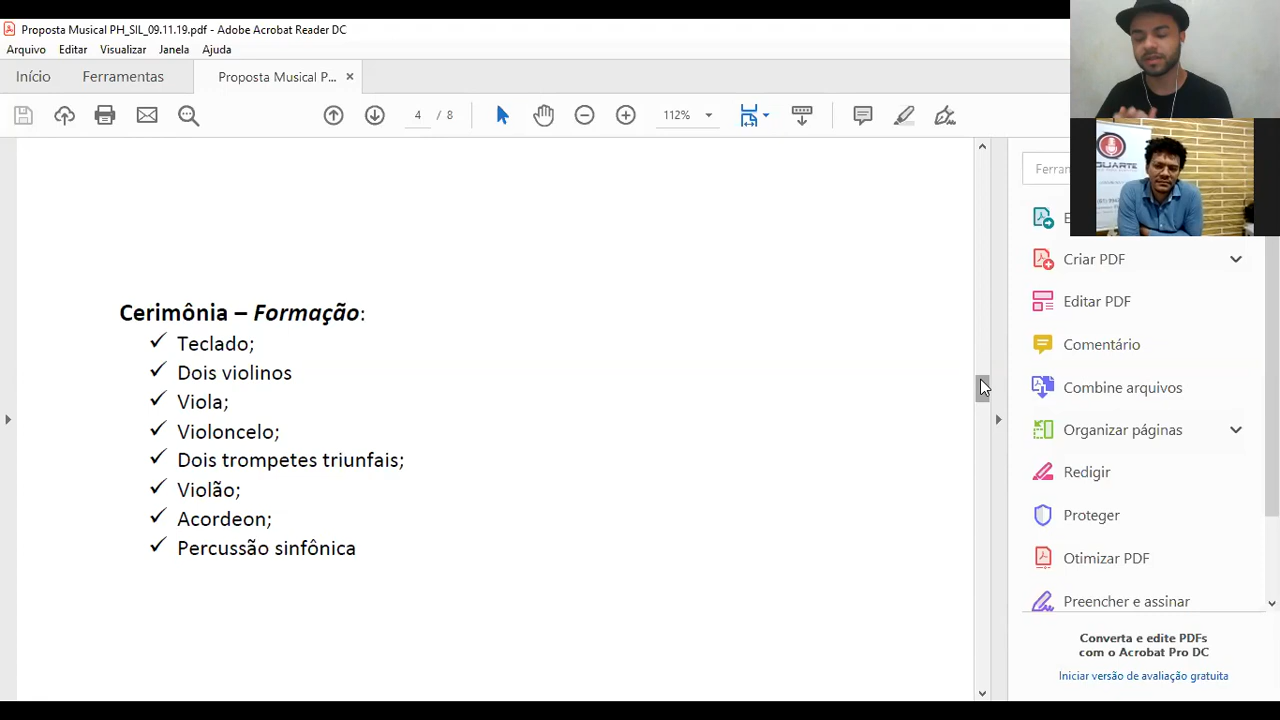 Proposta Musical PH_SIL_09.11.19.pdf - Adobe Acrobat Reader DC
Arquivo Editar Visualizar Janela Ajuda
Início Ferramentas Proposta Musical P... ×
4 / 8 112%
Cerimônia – Formação:
✓ Teclado;
✓ Dois violinos
✓ Viola;
✓ Violoncelo;
✓ Dois trompetes triunfais;
✓ Violão;
✓ Acordeon;
✓ Percussão sinfônica
DUARTE
Ferra
Criar PDF
Editar PDF
Comentário
Combine arquivos
Organizar páginas
Redigir
Proteger
Otimizar PDF
Preencher e assinar
Converta e edite PDFs
com o Acrobat Pro DC
Iniciar versão de avaliação gratuita